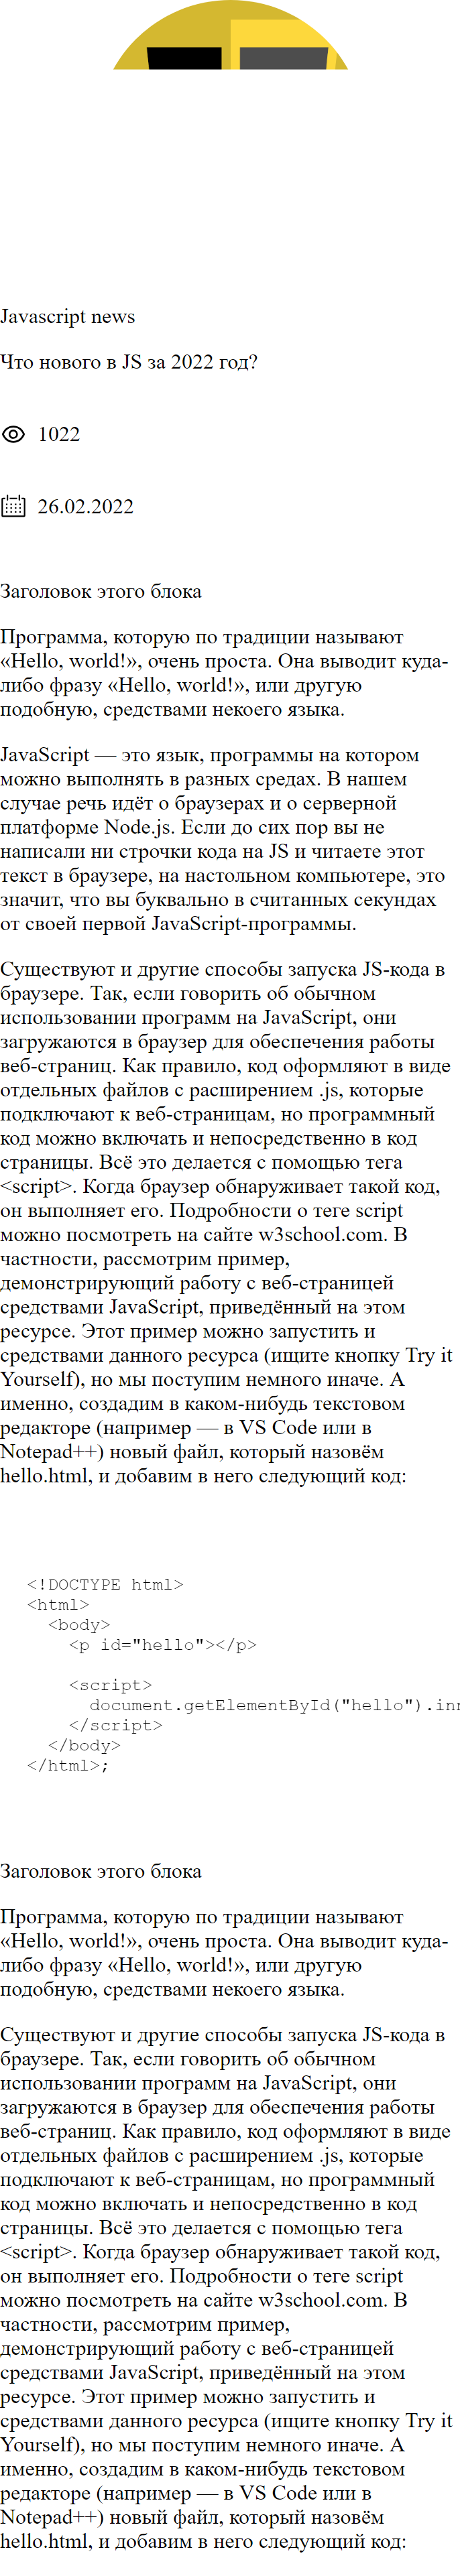 Javascript news
Что нового в JS за 2022 год?
1022
26.02.2022
Заголовок этого блока
Программа, которую по традиции называют
«Hello, world!», очень проста. Она выводит куда-
либо фразу «Hello, world!», или другую
подобную, средствами некоего языка.
JavaScript — это язык, программы на котором
можно выполнять в разных средах. В нашем
случае речь идёт о браузерах и о серверной
платформе Node.js. Если до сих пор вы не
написали ни строчки кода на JS и читаете этот
текст в браузере, на настольном компьютере, это
значит, что вы буквально в считанных секундах
от своей первой JavaScript-программы.
Существуют и другие способы запуска JS-кода в
браузере. Так, если говорить об обычном
использовании программ на JavaScript, они
загружаются в браузер для обеспечения работы
веб-страниц. Как правило, код оформляют в виде
отдельных файлов с расширением .js, которые
подключают к веб-страницам, но программный
код можно включать и непосредственно в код
страницы. Всё это делается с помощью тега
<script>. Когда браузер обнаруживает такой код,
он выполняет его. Подробности о теге script
можно посмотреть на сайте w3school.com. В
частности, рассмотрим пример,
демонстрирующий работу с веб-страницей
средствами JavaScript, приведённый на этом
ресурсе. Этот пример можно запустить и
средствами данного ресурса (ищите кнопку Try it
Yourself), но мы поступим немного иначе. А
именно, создадим в каком-нибудь текстовом
редакторе (например — в VS Code или в
Notepad++) новый файл, который назовём
hello.html, и добавим в него следующий код:
<!DOCTYPE html>
<html>
<body>
<p id="hello"></p>
<script>
document.getElementById("hello").inn
</script>
</body>
</html>;
Заголовок этого блока
Программа, которую по традиции называют
«Hello, world!», очень проста. Она выводит куда-
либо фразу «Hello, world!», или другую
подобную, средствами некоего языка.
Существуют и другие способы запуска JS-кода в
браузере. Так, если говорить об обычном
использовании программ на JavaScript, они
загружаются в браузер для обеспечения работы
веб-страниц. Как правило, код оформляют в виде
отдельных файлов с расширением .js, которые
подключают к веб-страницам, но программный
код можно включать и непосредственно в код
страницы. Всё это делается с помощью тега
<script>. Когда браузер обнаруживает такой код,
он выполняет его. Подробности о теге script
можно посмотреть на сайте w3school.com. В
частности, рассмотрим пример,
демонстрирующий работу с веб-страницей
средствами JavaScript, приведённый на этом
ресурсе. Этот пример можно запустить и
средствами данного ресурса (ищите кнопку Try it
Yourself), но мы поступим немного иначе. А
именно, создадим в каком-нибудь текстовом
редакторе (например — в VS Code или в
Notepad++) новый файл, который назовём
hello.html, и добавим в него следующий код: